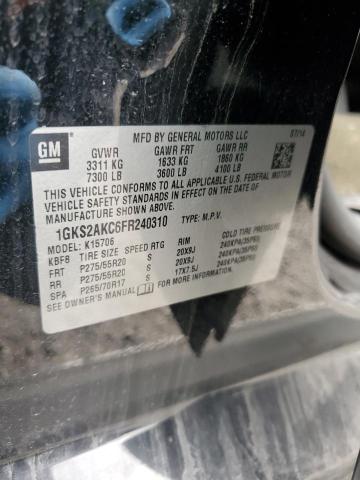 GM
MFD BY GENERAL MOTORS LLC 07/14
GVWR GAWR FRT GAWR RR
3311 KG 1633 KG 1860 KG
7300 LB 3600 LB 4100 LB
THIS VEHICLE CONFORMS TO ALL APPLICABLE U.S. FEDERAL MOTOR VEHICLE SAFETY AND THEFT PREVENTION STANDARDS IN EFFECT ON THE DATE OF MANUFACTURE SHOWN ABOVE.
1GKS2AKC6FR240310 TYPE: M.P.V.
MODEL: K15706
KBF8 TIRE SIZE SPEED RTG RIM COLD TIRE PRESSURES
FRT P275/55R20 S 20X9J 240KPA(35PSI)
RR P275/55R20 S 20X9J 240KPA(35PSI)
SPA P265/70R17 S 17X7.5J 240KPA(35PSI)
SEE OWNER'S MANUAL FOR MORE INFORMATION.